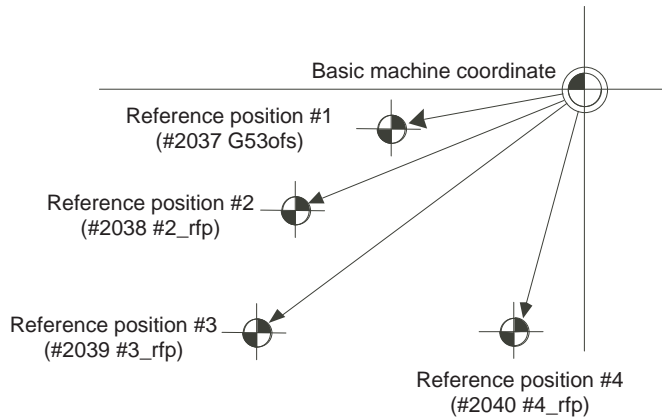 Basic machine coordinate
Reference position #1
(#2037 G53ofs)
Reference position #2
(#2038 #2_rfp)
Reference position #3
(#2039 #3_rfp)
Reference position #4
(#2040 #4_rfp)